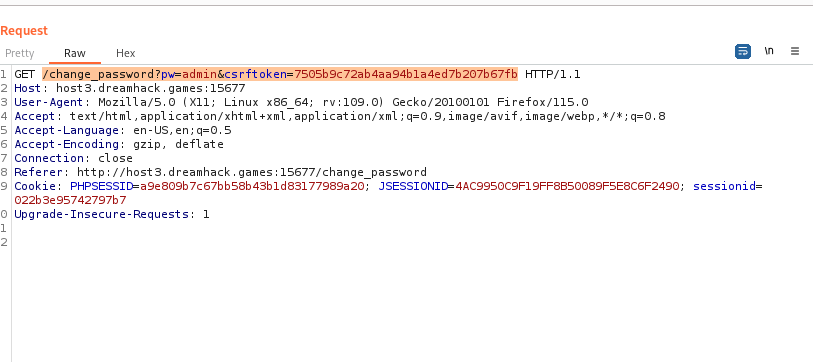 Request
Pretty Raw Hex \n
1 GET /change_password?pw=admin&csrftoken=7505b9c72ab4aa94b1a4ed7b207b67fb HTTP/1.1
2 Host: host3.dreamhack.games:15677
3 User-Agent: Mozilla/5.0 (X11; Linux x86_64; rv:109.0) Gecko/20100101 Firefox/115.0
4 Accept: text/html,application/xhtml+xml,application/xml;q=0.9,image/avif,image/webp,*/*;q=0.8
5 Accept-Language: en-US,en;q=0.5
6 Accept-Encoding: gzip, deflate
7 Connection: close
8 Referer: http://host3.dreamhack.games:15677/change_password
9 Cookie: PHPSESSID=a9e809b7c67bb58b43b1d83177989a20; JSESSIONID=4AC9950C9F19FF8B50089F5E8C6F2490; sessionid=
022b3e95742797b7
0 Upgrade-Insecure-Requests: 1
1
2